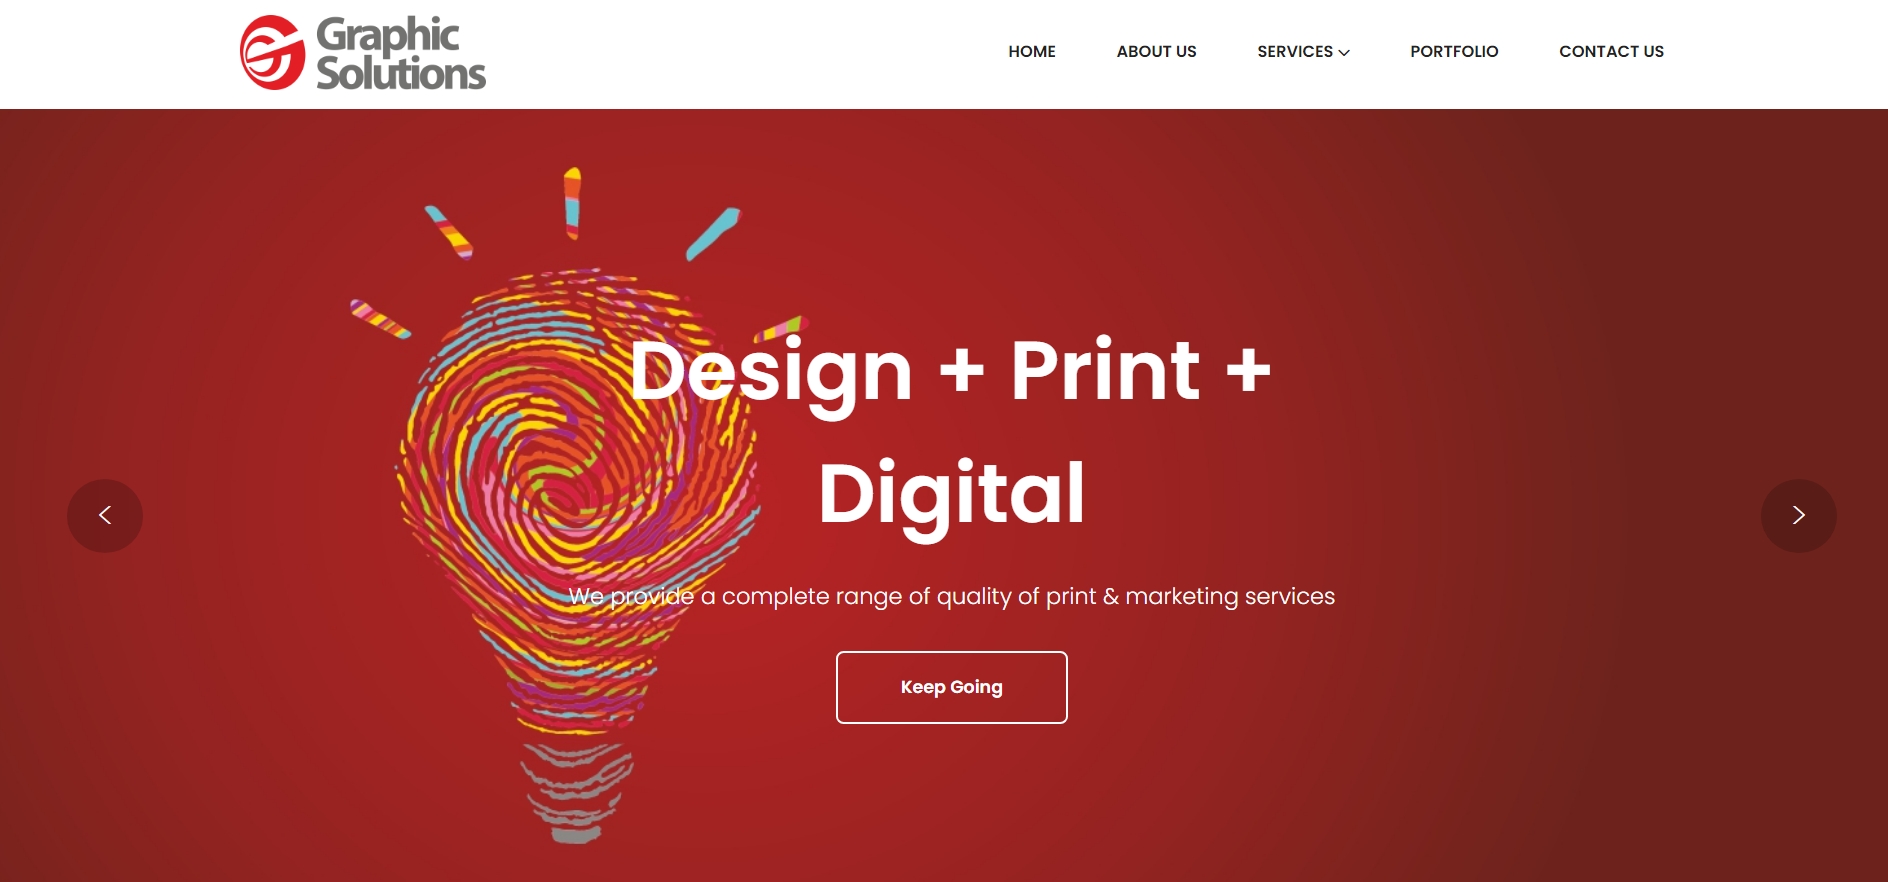 Graphic
Solutions
HOME ABOUT US SERVICES PORTFOLIO CONTACT US
Design + Print +
Digital
We provide a complete range of quality of print & marketing services
Keep Going